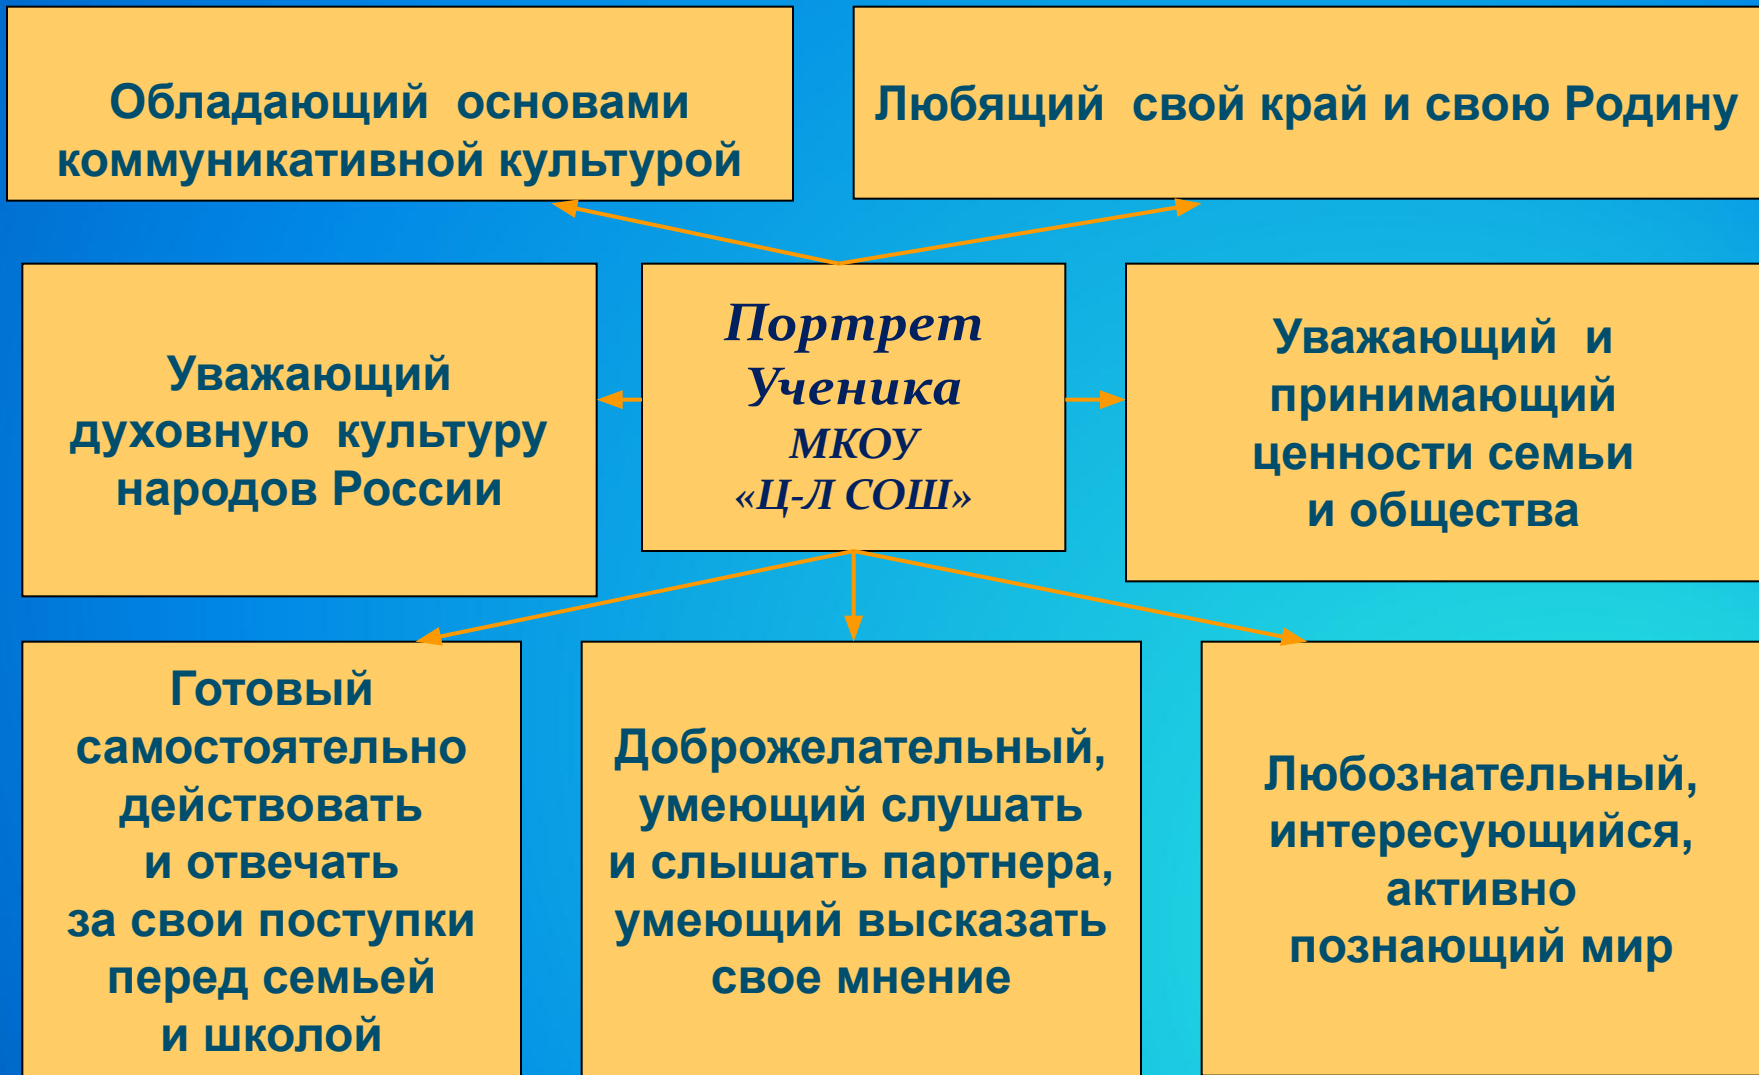 Обладающий основами
коммуникативной культурой
Любящий свой край и свою Родину
Уважающий
духовную культуру
народов России
Портрет
Ученика
МКОУ
«Ц-Л СОШ»
Уважающий и
принимающий
ценности семьи
и общества
Готовый
самостоятельно
действовать
и отвечать
за свои поступки
перед семьей
и школой
Доброжелательный,
умеющий слушать
и слышать партнера,
умеющий высказать
свое мнение
Любознательный,
интересующийся,
активно
познающий мир